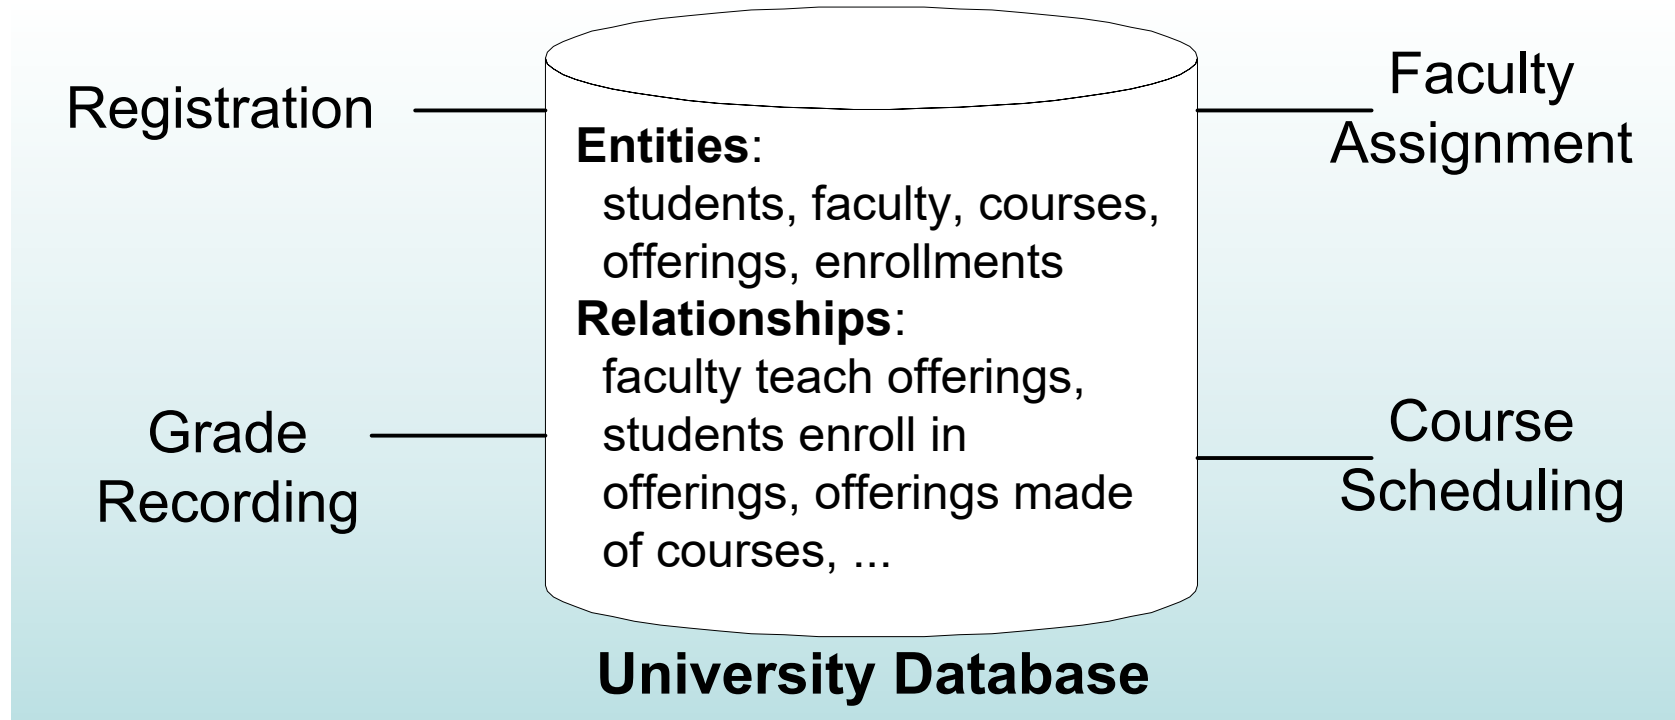 Registration
Grade
Recording
Entities:
students, faculty, courses,
offerings, enrollments
Relationships:
faculty teach offerings,
students enroll in
offerings, offerings made
of courses, ...
Faculty
Assignment
Course
Scheduling
University Database